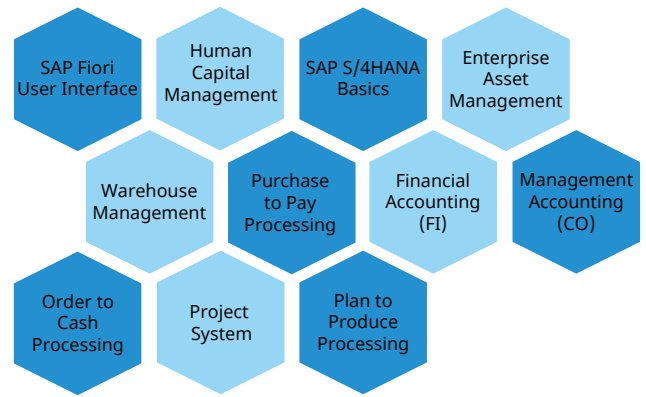 SAP Fiori
User Interface
Human
Capital
Management
SAP S/4HANA
Basics
Enterprise
Asset
Management
Warehouse
Management
Purchase
to Pay
Processing
Financial
Accounting
(FI)
Management
Accounting
(CO)
Order to
Cash
Processing
Project
System
Plan to
Produce
Processing